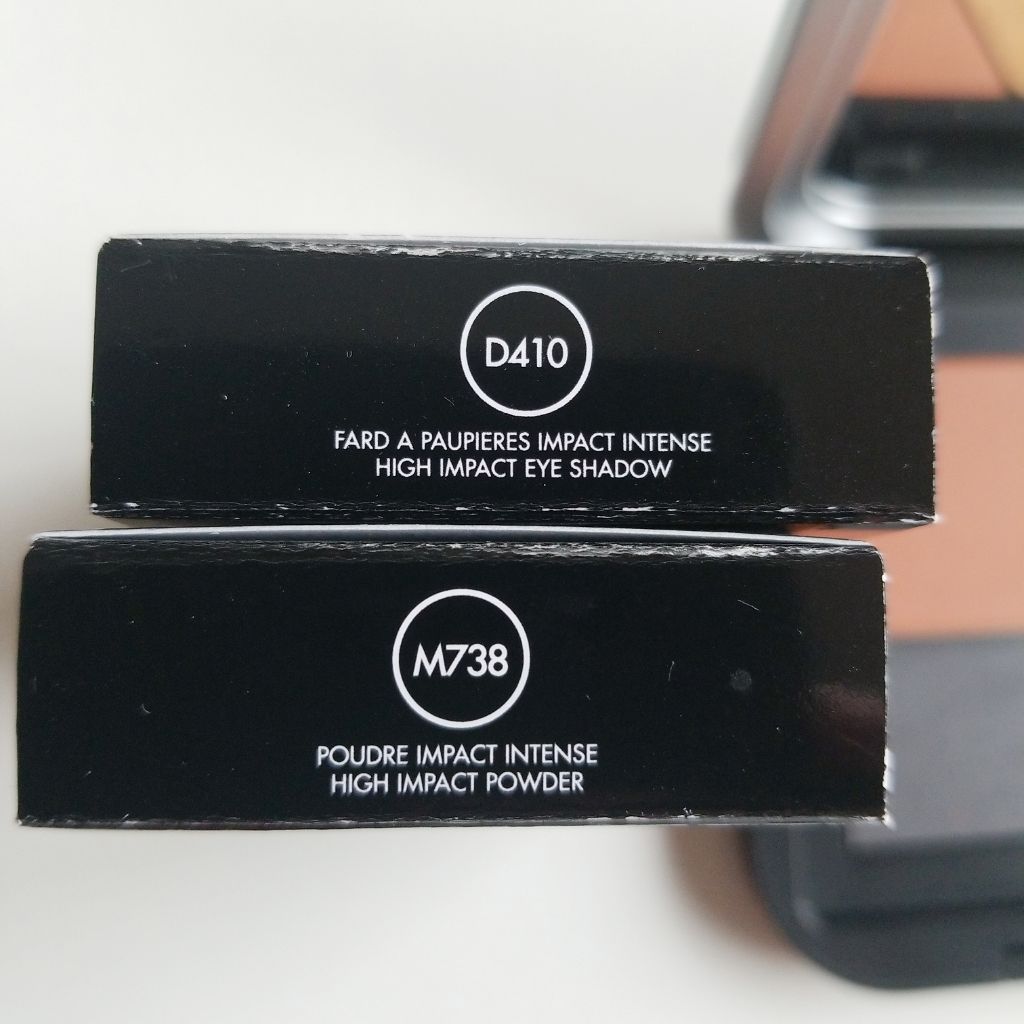 D410
FARD A PAUPIERES IMPACT INTENSE
HIGH IMPACT EYE SHADOW
M738
POUDRE IMPACT INTENSE
HIGH IMPACT POWDER